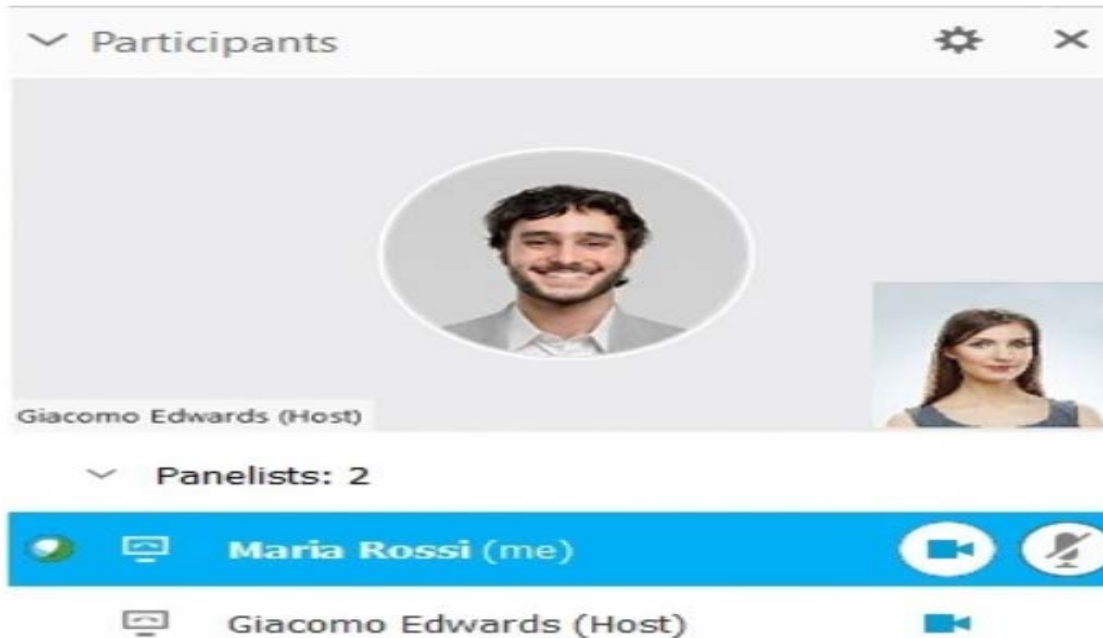 Participants
Giacomo Edwards (Host)
Panelists: 2
Maria Rossi (me)
Giacomo Edwards (Host)